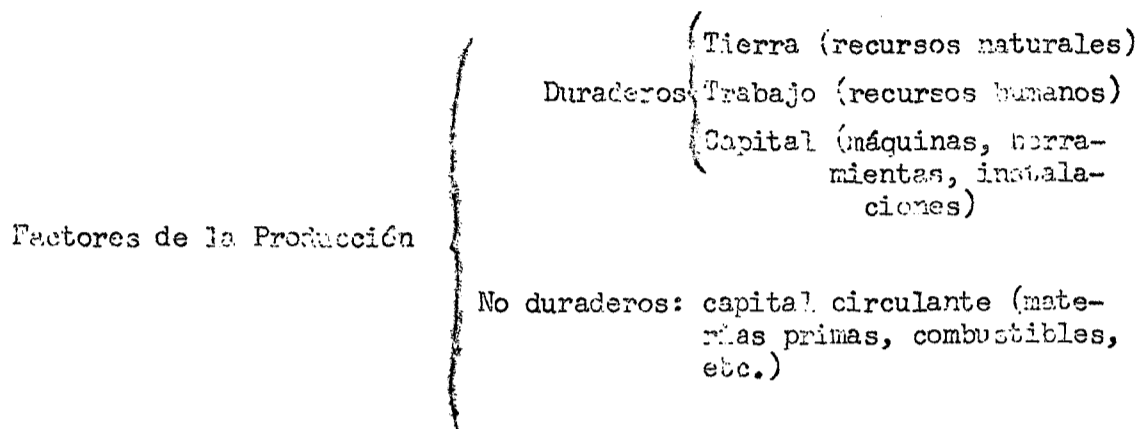 Tierra (recursos naturales)
Duraderos Trabajo (recursos humanos)
Capital (máquinas, herra-
mientas, instala-
ciones)
Factores de la Producción
No duraderos: capital circulante (mate-
rias primas, combustibles,
etc.)